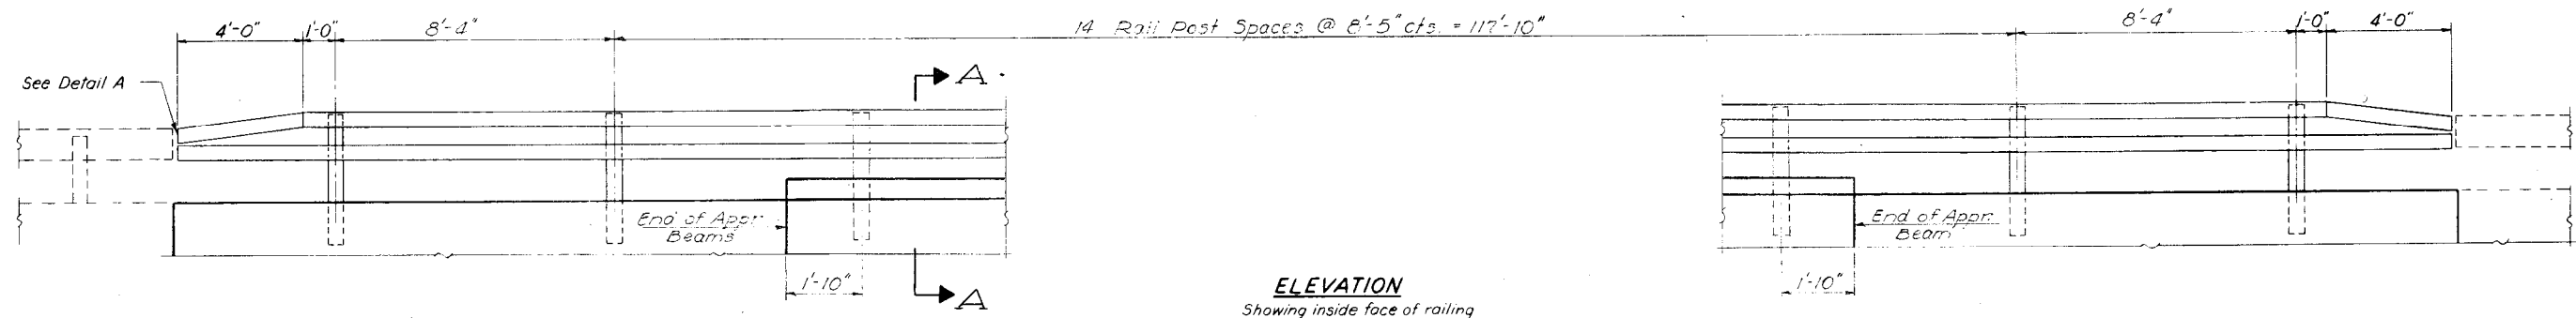 4'-0" 1'-0" 8'-4" 14 Rail Post Spaces @ 8'-5" cts. = 117'-10" 8'-4" 1'-0" 4'-0"
See Detail A
A
End of Appr.
Beams
End of Appr.
Beam
1'-10"
A
1'-10"
ELEVATION
Showing inside face of railing